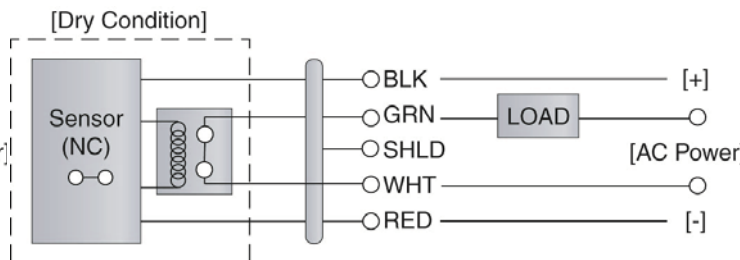 [Dry Condition]
BLK
[+]
Sensor
(NC)
GRN
LOAD
SHLD
[AC Power]
WHT
RED
[-]